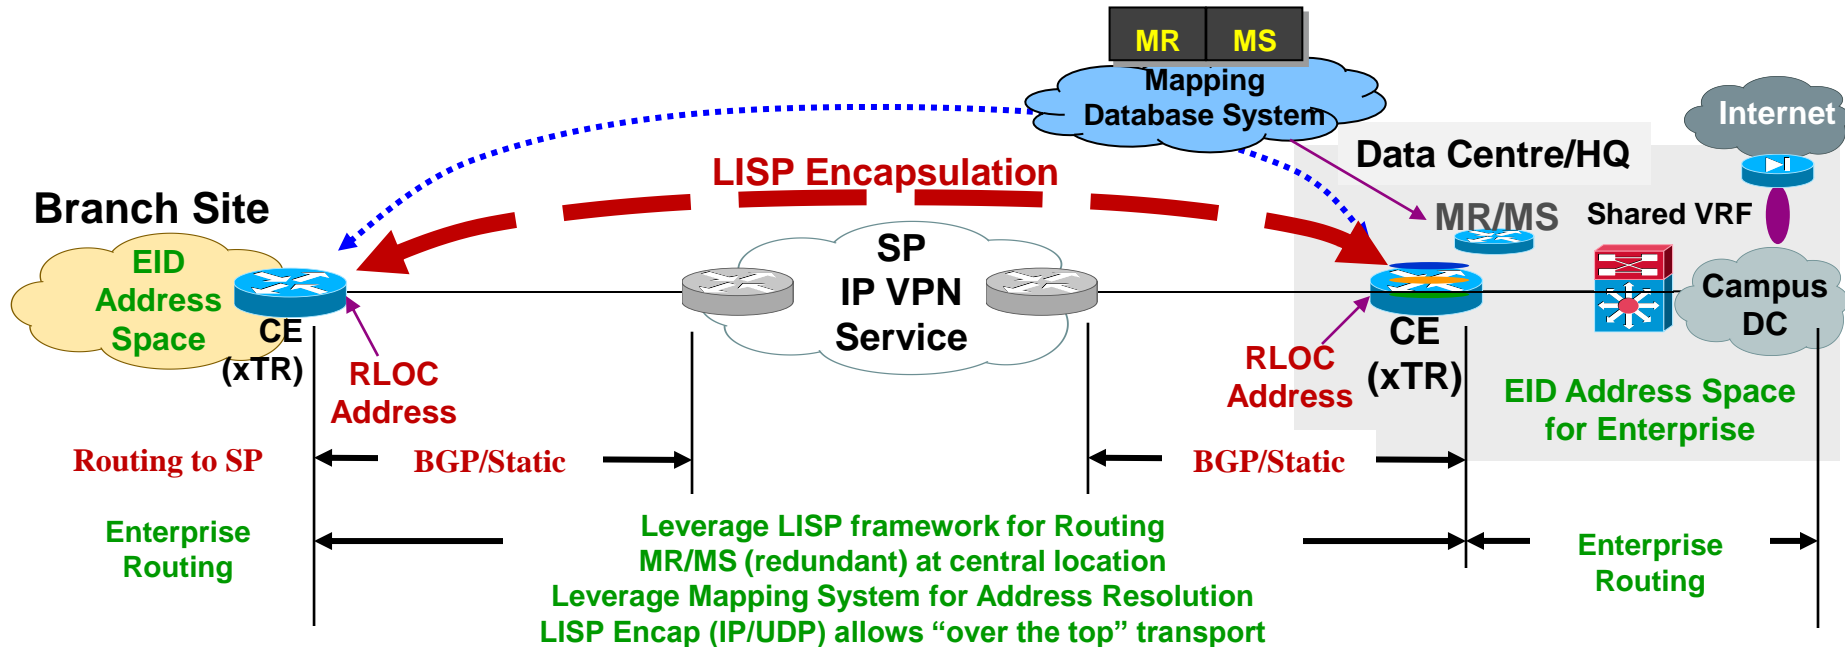 MR MS
Mapping
Database System
Internet
Data Centre/HQ
LISP Encapsulation
Branch Site
MR/MS
Shared VRF
EID
Address
Space
SP
IP VPN
Service
Campus
DC
CE
(xTR)
CE
(xTR)
RLOC
Address
RLOC
Address
EID Address Space
for Enterprise
Routing to SP
BGP/Static
BGP/Static
Enterprise
Routing
Leverage LISP framework for Routing
MR/MS (redundant) at central location
Leverage Mapping System for Address Resolution
LISP Encap (IP/UDP) allows “over the top” transport
Enterprise
Routing